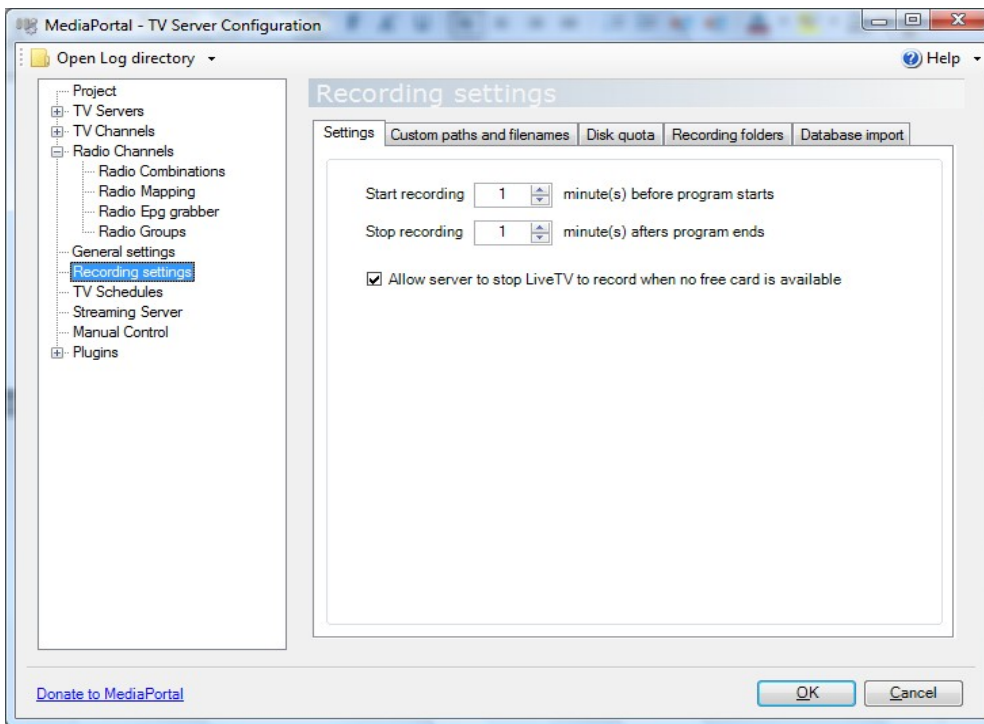 MediaPortal - TV Server Configuration
Open Log directory
Help
Project
TV Servers
TV Channels
Radio Channels
Radio Combinations
Radio Mapping
Radio Epg grabber
Radio Groups
General settings
Recording settings
TV Schedules
Streaming Server
Manual Control
Plugins
Recording settings
Settings Custom paths and filenames Disk quota Recording folders Database import
Start recording 1 minute(s) before program starts
Stop recording 1 minute(s) afters program ends
Allow server to stop LiveTV to record when no free card is available
Donate to MediaPortal
OK Cancel